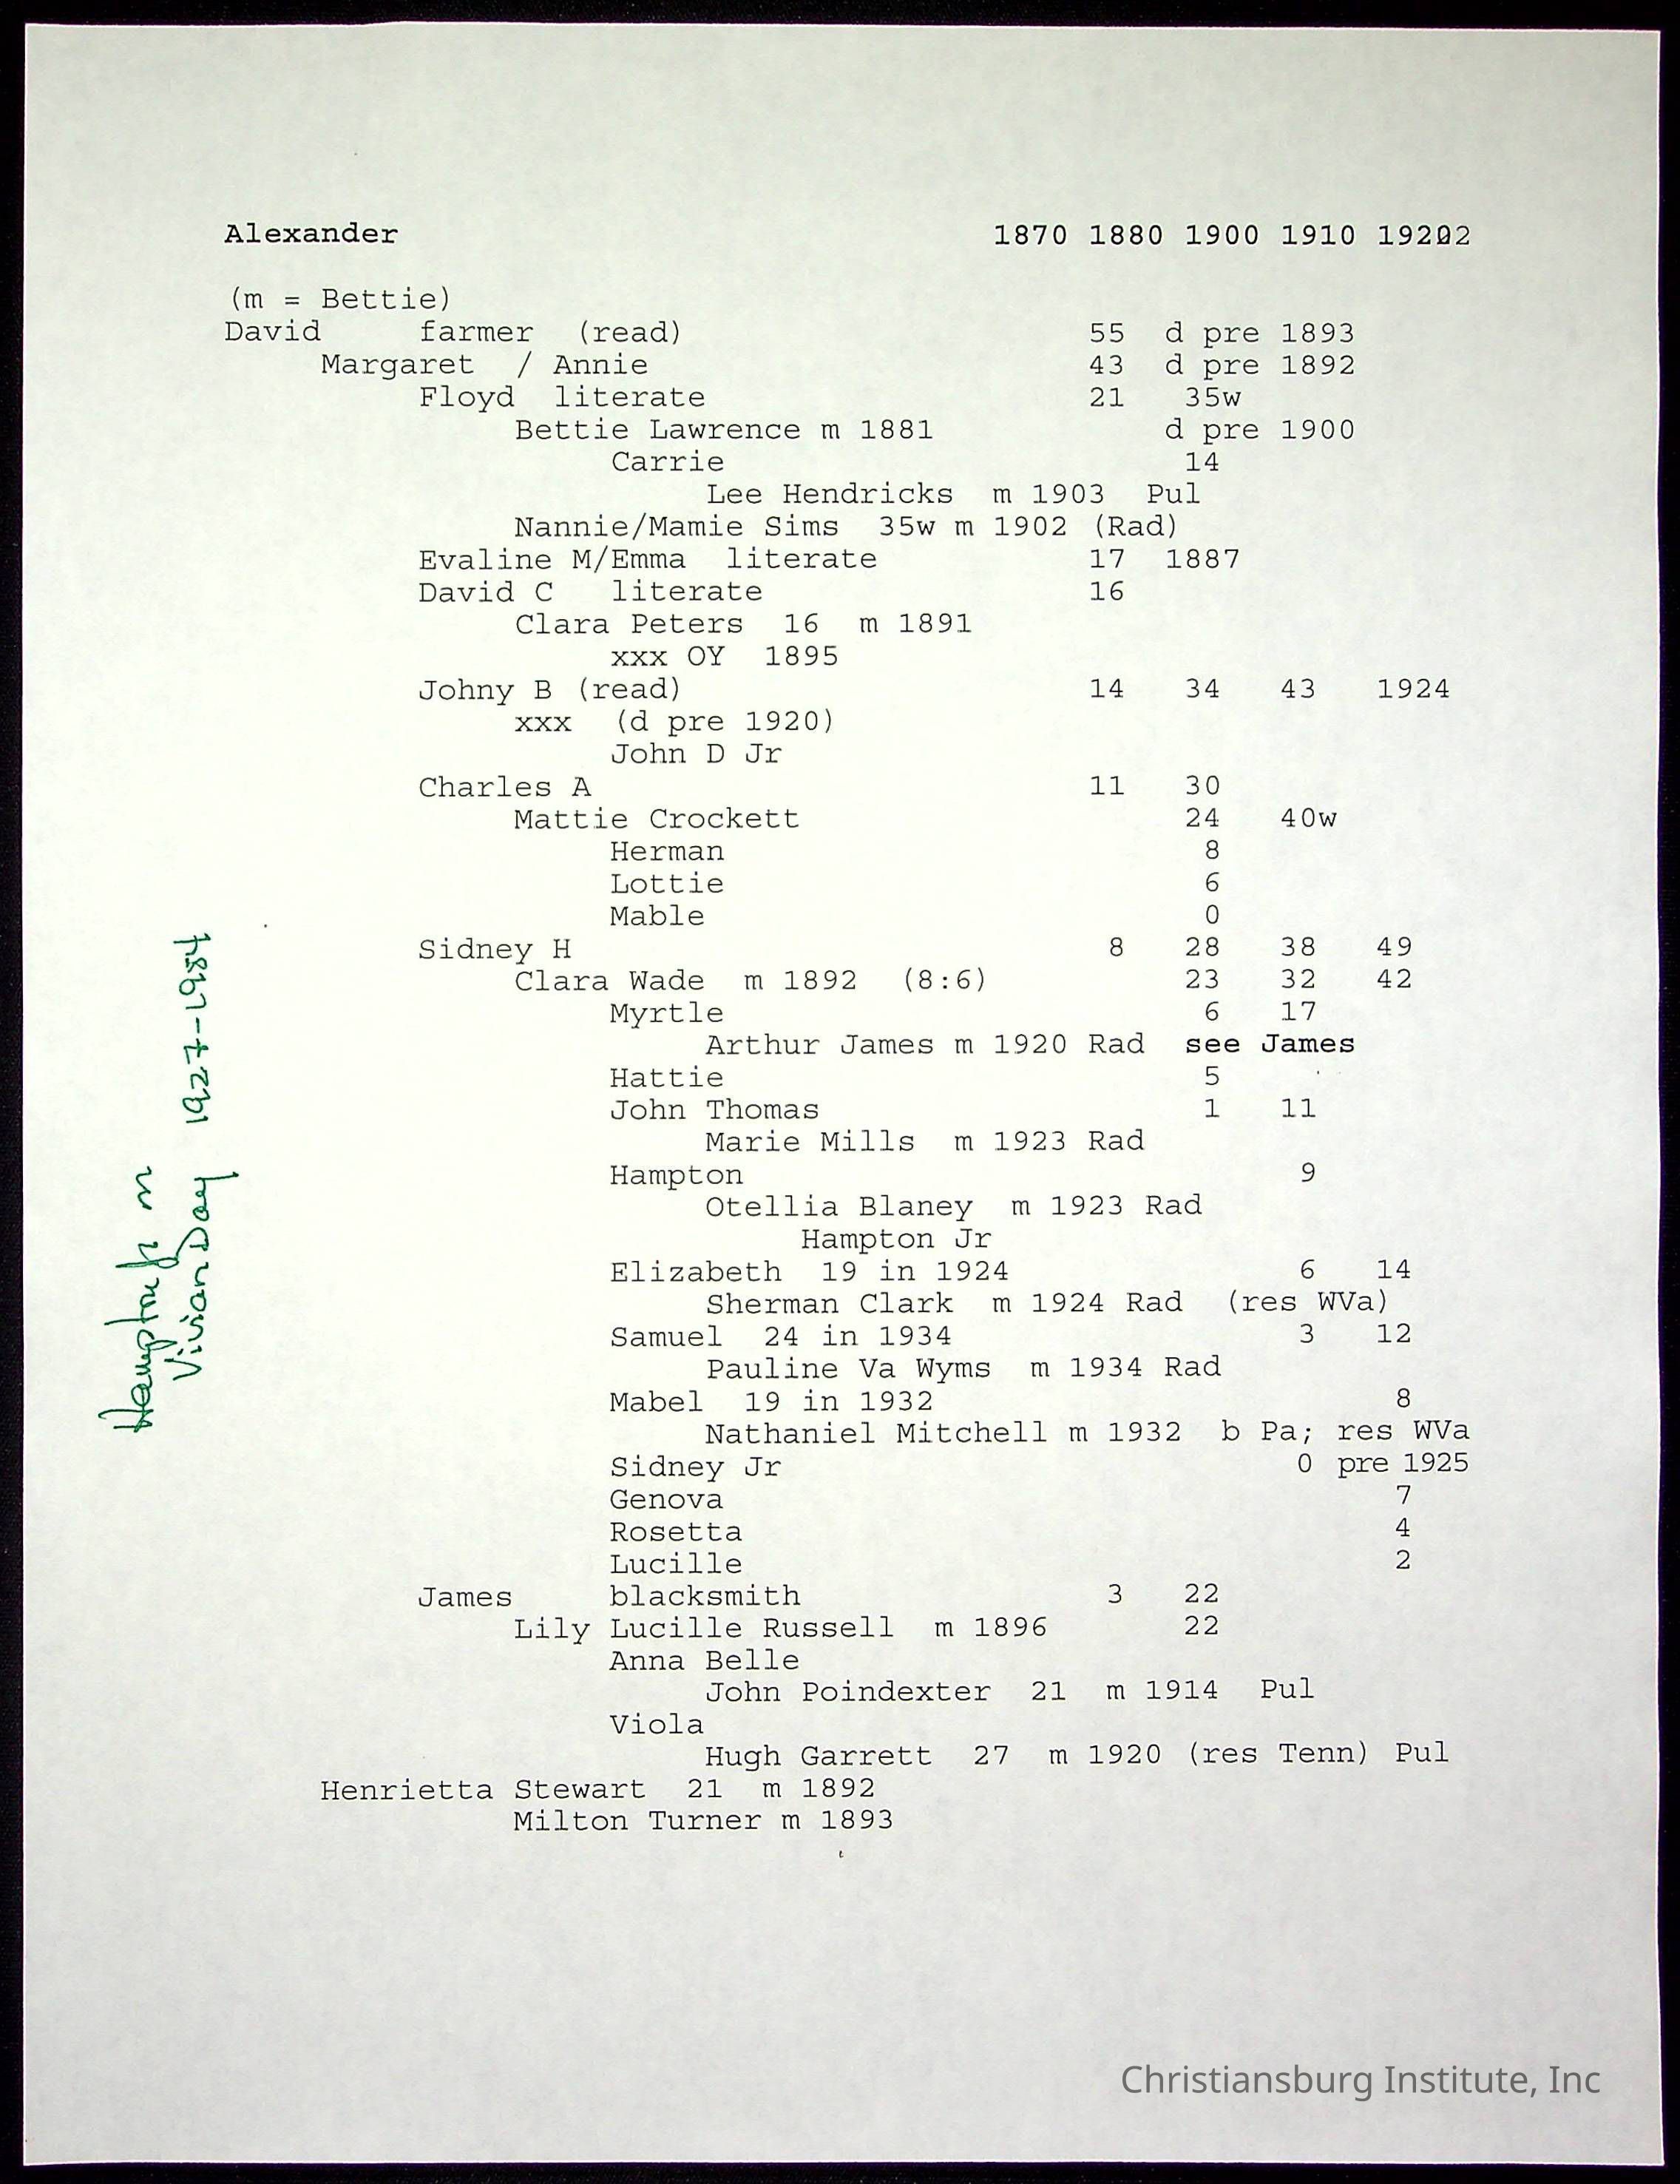 Alexander 1870 1880 1900 1910 19202
(m = Bettie)
David farmer (read) 55 d pre 1893
Margaret / Annie 43 d pre 1892
Floyd literate 21 35w
Bettie Lawrence m 1881 d pre 1900
Carrie 14
Lee Hendricks m 1903 Pul
Nannie/Mamie Sims 35w m 1902 (Rad)
Evaline M/Emma literate 17 1887
David C literate 16
Clara Peters 16 m 1891
xxx OY 1895
Johny B (read) 14 34 43 1924
xxx (d pre 1920)
John D Jr
Charles A 11 30
Mattie Crockett 24 40w
Herman 8
Lottie 6
Mable 0
Sidney H 8 28 38 49
Clara Wade m 1892 (8:6) 23 32 42
Myrtle 6 17
Arthur James m 1920 Rad see James
Hattie 5
John Thomas 1 11
Marie Mills m 1923 Rad
Hampton 9
Otellia Blaney m 1923 Rad
Hampton Jr
Elizabeth 19 in 1924 6 14
Sherman Clark m 1924 Rad (res WVa)
Samuel 24 in 1934 3 12
Pauline Va Wyms m 1934 Rad
Mabel 19 in 1932 8
Nathaniel Mitchell m 1932 b Pa; res WVa
Sidney Jr 0 pre 1925
Genova 7
Rosetta 4
Lucille 2
James blacksmith 3 22
Lily Lucille Russell m 1896 22
Anna Belle
John Poindexter 21 m 1914 Pul
Viola
Hugh Garrett 27 m 1920 (res Tenn) Pul
Henrietta Stewart 21 m 1892
Milton Turner m 1893
Hampton Jr m
Vivian Day 1927-1984
Christiansburg Institute, Inc